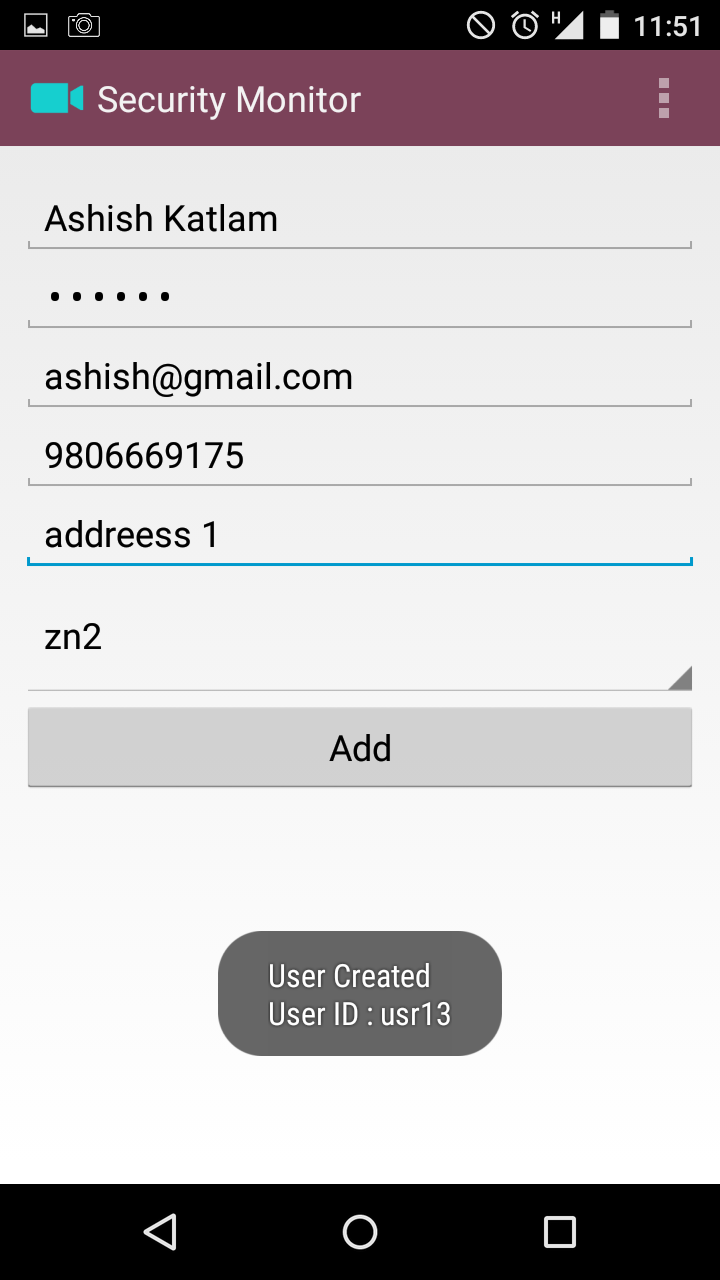 H 11:51
Security Monitor
Ashish Katlam
••••••
ashish@gmail.com
9806669175
addreess 1
zn2
Add
User Created
User ID : usr13